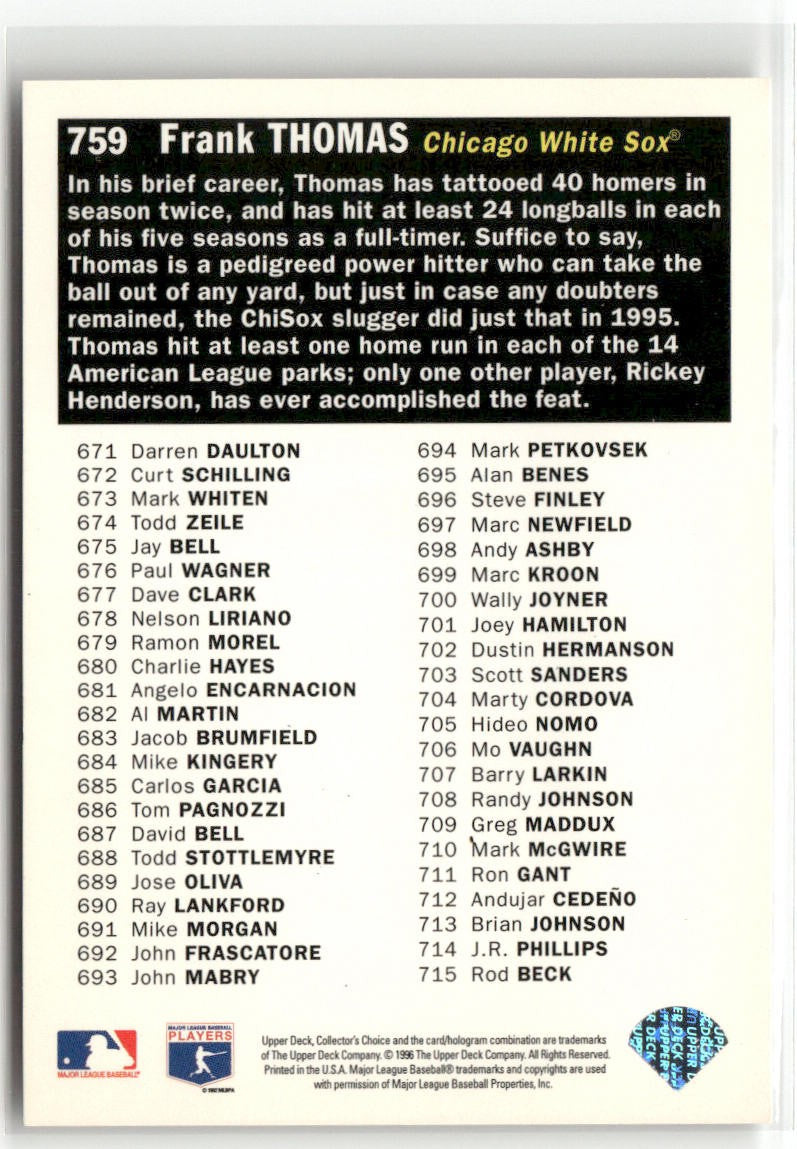 759 Frank THOMAS Chicago White Sox®
In his brief career, Thomas has tattooed 40 homers in
season twice, and has hit at least 24 longballs in each
of his five seasons as a full-timer. Suffice to say,
Thomas is a pedigreed power hitter who can take the
ball out of any yard, but just in case any doubters
remained, the ChiSox slugger did just that in 1995.
Thomas hit at least one home run in each of the 14
American League parks; only one other player, Rickey
Henderson, has ever accomplished the feat.
671 Darren DAULTON
672 Curt SCHILLING
673 Mark WHITEN
674 Todd ZEILE
675 Jay BELL
676 Paul WAGNER
677 Dave CLARK
678 Nelson LIRIANO
679 Ramon MOREL
680 Charlie HAYES
681 Angelo ENCARNACION
682 Al MARTIN
683 Jacob BRUMFIELD
684 Mike KINGERY
685 Carlos GARCIA
686 Tom PAGNOZZI
687 David BELL
688 Todd STOTTLEMYRE
689 Jose OLIVA
690 Ray LANKFORD
691 Mike MORGAN
692 John FRASCATORE
693 John MABRY
694 Mark PETKOVSEK
695 Alan BENES
696 Steve FINLEY
697 Marc NEWFIELD
698 Andy ASHBY
699 Marc KROON
700 Wally JOYNER
701 Joey HAMILTON
702 Dustin HERMANSON
703 Scott SANDERS
704 Marty CORDOVA
705 Hideo NOMO
706 Mo VAUGHN
707 Barry LARKIN
708 Randy JOHNSON
709 Greg MADDUX
710 Mark McGWIRE
711 Ron GANT
712 Andujar CEDEÑO
713 Brian JOHNSON
714 J.R. PHILLIPS
715 Rod BECK
MAJOR LEAGUE BASEBALL®
MAJOR LEAGUE BASEBALL
PLAYERS
Upper Deck, Collector's Choice and the card/hologram combination are trademarks
of The Upper Deck Company. © 1996 The Upper Deck Company. All Rights Reserved.
Printed in the U.S.A. Major League Baseball® trademarks and copyrights are used
with permission of Major League Baseball Properties, Inc.
UPPER DECK